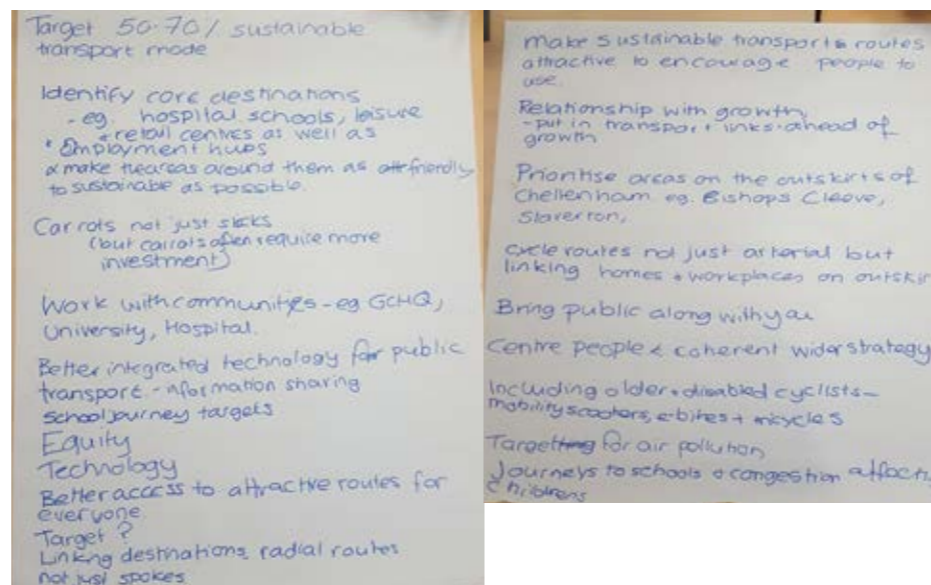 Target 50-70% sustainable
transport mode
Identify core destinations
- eg. hospital schools, leisure
+ retail centres as well as
* Employment hubs
& make the areas around them as friendly
to sustainable as possible.
Carrots not just sticks
(but carrots often require more
investment)
Work with communities - eg GCHQ,
University, Hospital.
Better integrated technology for public
transport - nformation sharing
school journey targets
Equity
Technology
Better access to attractive routes for
everyone
Target ?
Linking destinations, radial routes
not just spokes
make sustainable transport routes
attractive to encourage people to
use.
Relationship with growth,
- put in transport links ahead of
growth
Prioritise areas on the outskirts of
Cheltenham eg. Bishops Cleeve,
Staverton,
cycle routes not just arterial but
linking homes + workplaces on outskir
Bring public along with you
Centre people & coherent wider strategy
Including older + disabled cyclists -
mobility scooters, e-bikes + tricycles
Target for air pollution
Journeys to schools & congestion affecti
childrens